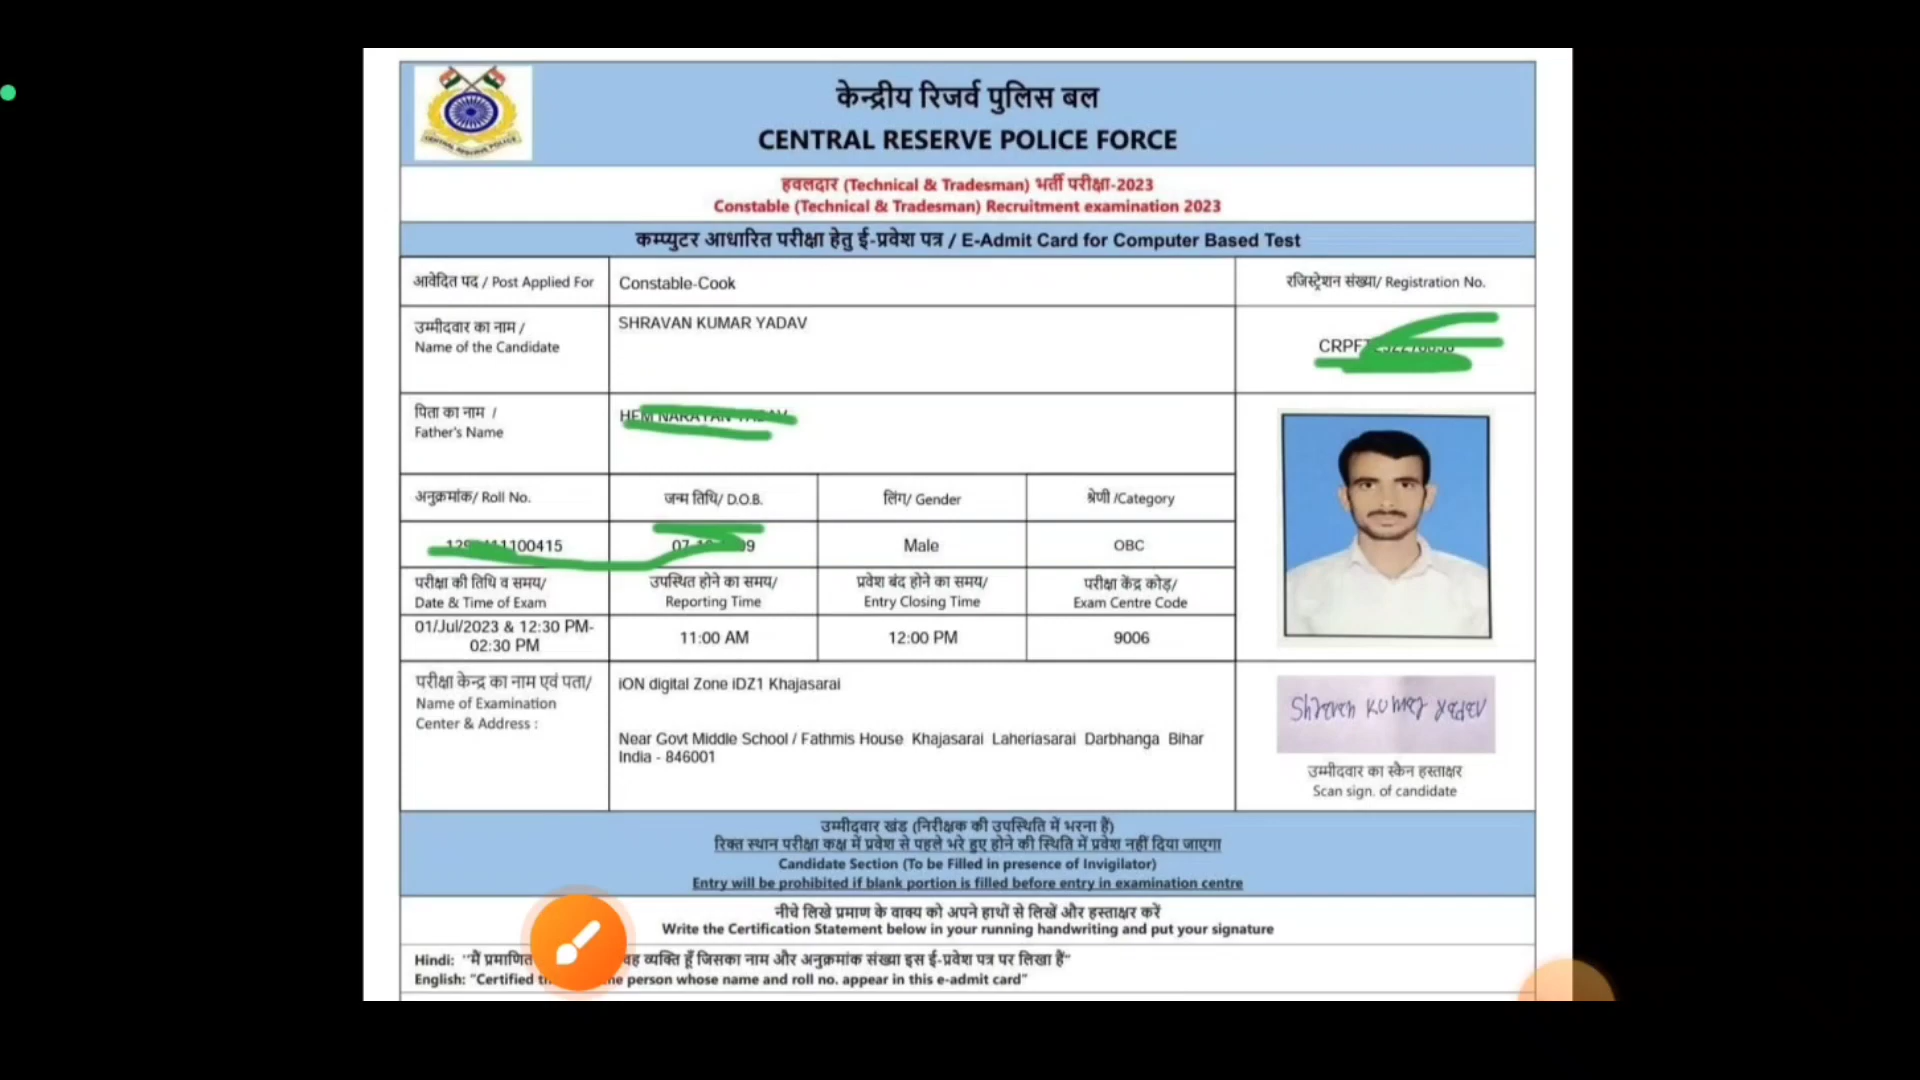 केन्द्रीय रिजर्व पुलिस बल
CENTRAL RESERVE POLICE FORCE
CENTRAL RESERVE POLICE
हवलदार (Technical & Tradesman) भर्ती परीक्षा-2023
Constable (Technical & Tradesman) Recruitment examination 2023
कम्प्युटर आधारित परीक्षा हेतु ई-प्रवेश पत्र / E-Admit Card for Computer Based Test
आवेदित पद / Post Applied For Constable-Cook रजिस्ट्रेशन संख्या/ Registration No.
उम्मीदवार का नाम /
Name of the Candidate
SHRAVAN KUMAR YADAV
पिता का नाम /
Father's Name
अनुक्रमांक/ Roll No. जन्म तिथि/ D.O.B. लिंग/ Gender श्रेणी /Category
Male OBC
परीक्षा की तिथि व समय/ उपस्थित होने का समय/ प्रवेश बंद होने का समय/ परीक्षा केंद्र कोड़/
Date & Time of Exam Reporting Time Entry Closing Time Exam Centre Code
01/Jul/2023 & 12:30 PM-
02:30 PM
11:00 AM 12:00 PM 9006
परीक्षा केन्द्र का नाम एवं पता/
Name of Examination
Center & Address :
iON digital Zone iDZ1 Khajasarai
Near Govt Middle School / Fathmis House Khajasarai Laheriasarai Darbhanga Bihar
India - 846001
Shravan Kumar Yadav
उम्मीदवार का स्कैन हस्ताक्षर
Scan sign. of candidate
उम्मीदवार खंड (निरीक्षक की उपस्थिति में भरना हैं)
रिक्त स्थान परीक्षा कक्ष में प्रवेश से पहले भरे हुए होने की स्थिति में प्रवेश नहीं दिया जाएगा
Candidate Section (To be Filled in presence of Invigilator)
Entry will be prohibited if blank portion is filled before entry in examination centre
नीचे लिखे प्रमाण के वाक्य को अपने हाथों से लिखें और हस्ताक्षर करें
Write the Certification Statement below in your running handwriting and put your signature
Hindi: "मैं प्रमाणित व्यक्ति हूँ जिसका नाम और अनुक्रमांक संख्या इस ई-प्रवेश पत्र पर लिखा हैं"
English: "Certified person whose name and roll no. appear in this e-admit card"